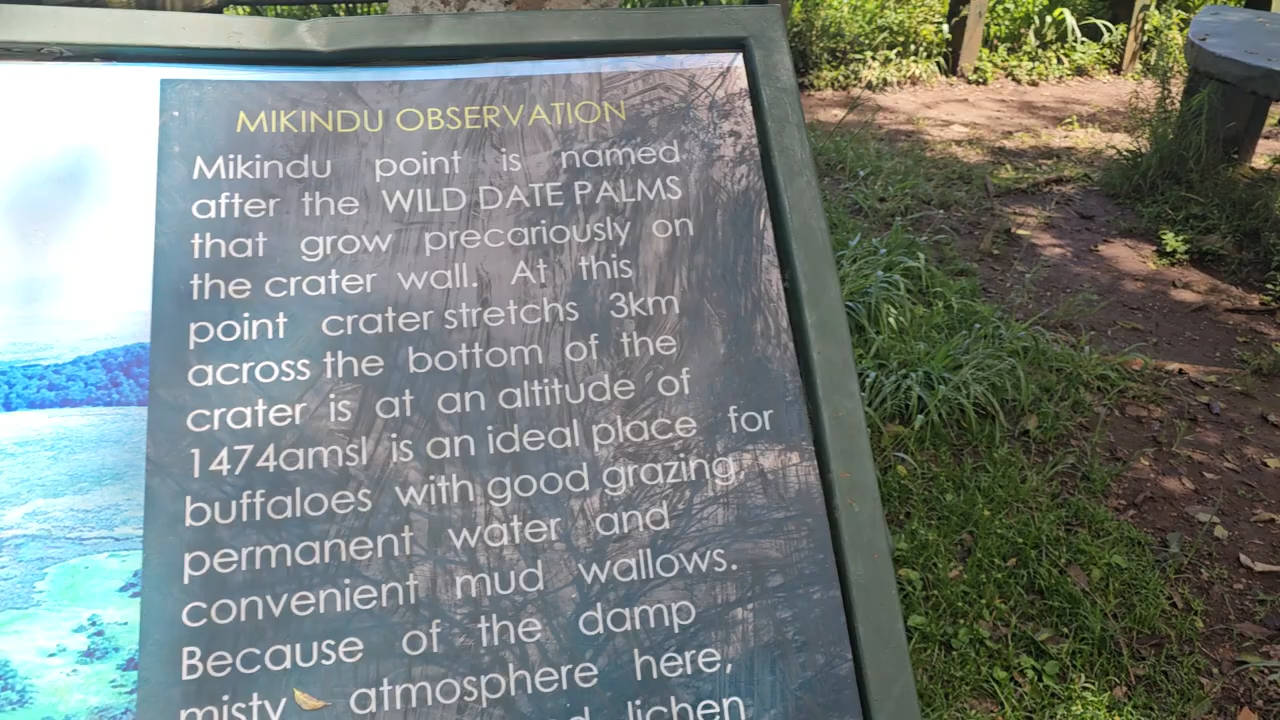 MIKINDU OBSERVATION
Mikindu point is named
after the WILD DATE PALMS
that grow precariously on
the crater wall. At this
point crater stretchs 3km
across the bottom of the
crater is at an altitude of
1474amsl is an ideal place for
buffaloes with good grazing,
permanent water and
convenient mud wallows.
Because of the damp
misty atmosphere here,
lichen